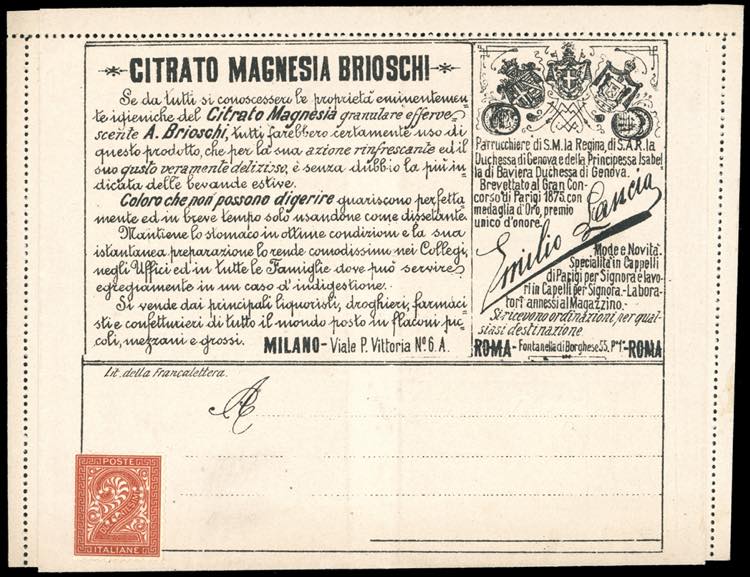 CITRATO MAGNESIA BRIOSCHI
Se da tutti si conoscessero le proprietà eminentemen-
te igieniche del Citrato Magnesia granulare efferve-
scente A. Brioschi, tutti farebbero certamente uso di
questo prodotto, che per la sua azione rinfrescante ed il
suo gusto veramente delizioso, è senza dubbio la più in-
dicata delle bevande estive.
Coloro che non possono digerire guariscono perfetta-
mente ed in breve tempo solo usandone come dissetante.
Mantiene lo stomaco in ottime condizioni e la sua
istantanea preparazione lo rende comodissimo nei Collegi,
negli Uffici ed in tutte le Famiglie dove può servire
egregiamente in un caso d'indigestione.
Si vende dai principali liquoristi, droghieri, farmaci-
sti e confetturieri di tutto il mondo posto in flaconi pic-
coli, mezzani e grossi.
MILANO - Viale P. Vittoria Nº 6. A.
Parrucchiere di S.M. la Regina, di S.A.R. la
Duchessa di Genova e della Principessa Isabel-
la di Baviera Duchessa di Genova.
Brevettato al Gran Con-
corso di Parigi 1875, con
medaglia d'Oro, premio
unico d'onore.
Emilio Lancia
Mode e Novità.
Specialità in Cappelli
di Parigi per Signora e lavo-
ri in Capelli per Signora.- Labora-
tori annessi al Magazzino.-
Si ricevono ordinazioni per qual-
siasi destinazione
ROMA - Fontanella di Borghese 55, Pº 1º - ROMA
Lit. della Francalettera.
A
POSTE
2
DUE CENTESIMI
ITALIANE